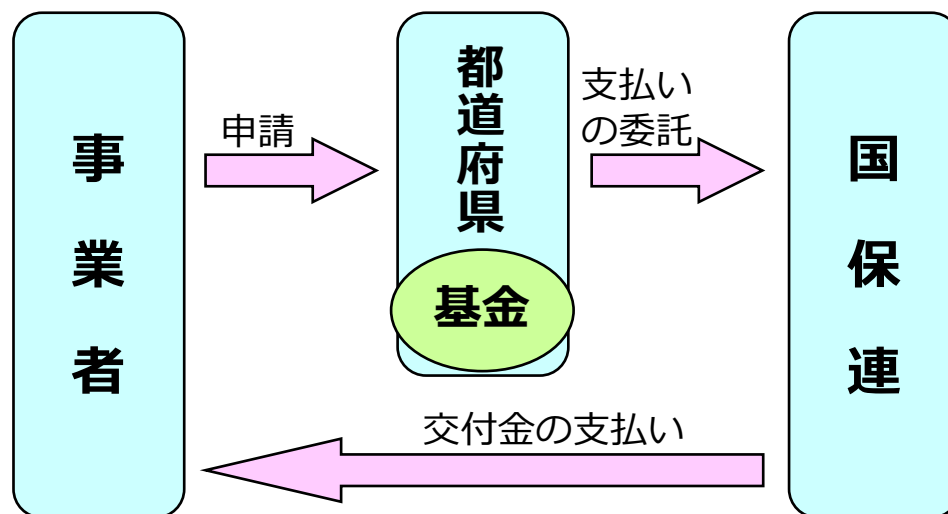 事業者
申請
都道府県
基金
支払い
の委託
国保連
交付金の支払い